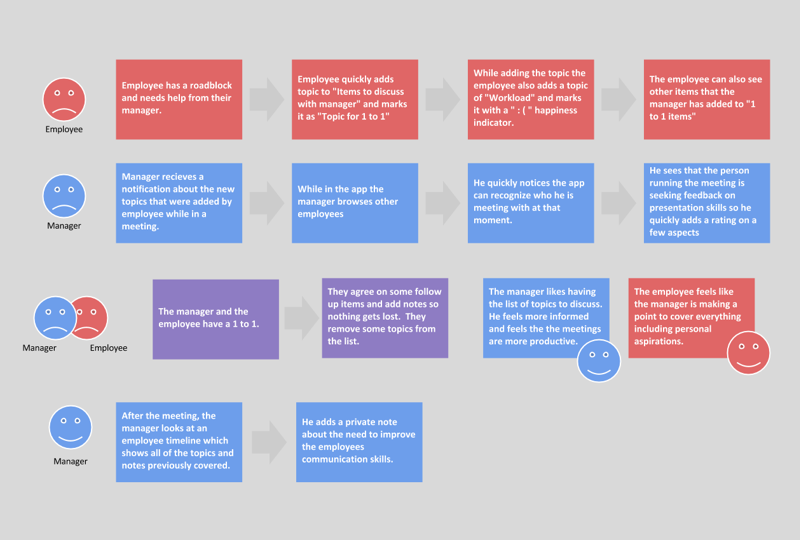 Employee has a roadblock
and needs help from their
manager.
Employee quickly adds
topic to "Items to discuss
with manager" and marks
it as "Topic for 1 to 1"
While adding the topic the
employee also adds a topic
of "Workload" and marks
it with a " : ( " happiness
indicator.
The employee can also see
other items that the
manager has added to "1
to 1 items"
Employee
Manager recieves a
notification about the new
topics that were added by
employee while in a
meeting.
While in the app the
manager browses other
employees
He quickly notices the app
can recognize who he is
meeting with at that
moment.
He sees that the person
running the meeting is
seeking feedback on
presentation skills so he
quickly adds a rating on a
few aspects
Manager
The manager and the
employee have a 1 to 1.
They agree on some follow
up items and add notes so
nothing gets lost. They
remove some topics from
the list.
The manager likes having
the list of topics to discuss.
He feels more informed
and feels the the meetings
are more productive.
The employee feels like
the manager is making a
point to cover everything
including personal
aspirations.
Manager
Employee
After the meeting, the
manager looks at an
employee timeline which
shows all of the topics and
notes previously covered.
He adds a private note
about the need to improve
the employees
communication skills.
Manager